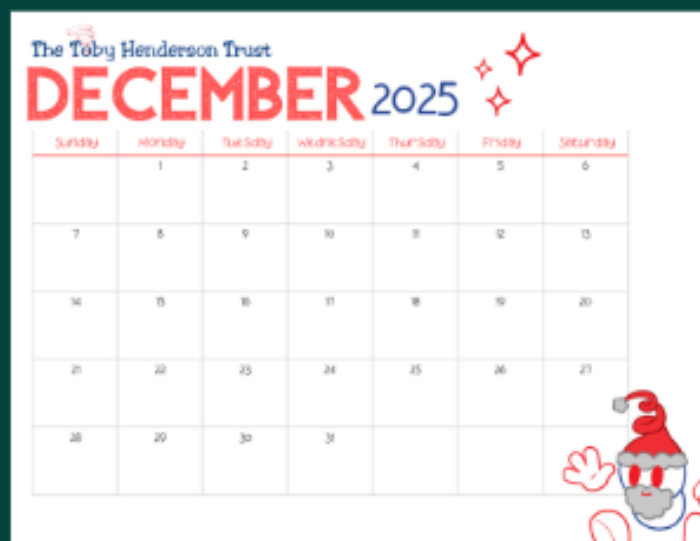 The Toby Henderson Trust
DECEMBER 2025
Sunday Monday Tuesday Wednesday Thursday Friday Saturday
1 2 3 4 5 6
7 8 9 10 11 12 13
14 15 16 17 18 19 20
21 22 23 24 25 26 27
28 29 30 31